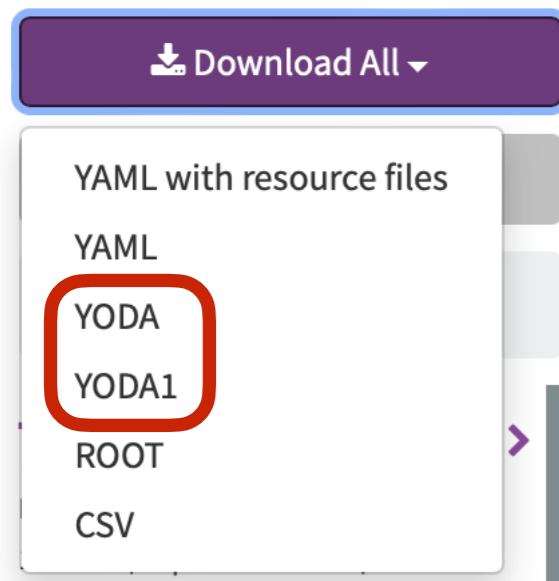 Download All
YAML with resource files
YAML
YODA
YODA1
ROOT
CSV